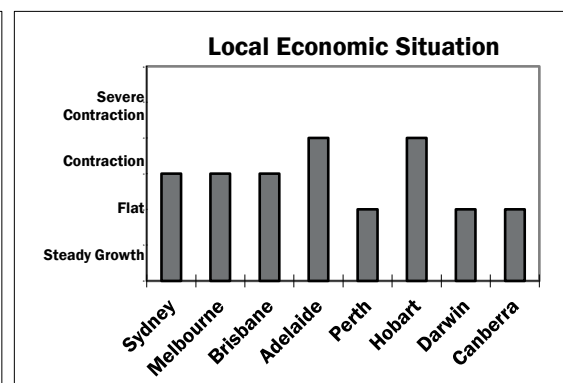 Local Economic Situation
Severe
Contraction
Contraction
Flat
Steady Growth
Sydney
Melbourne
Brisbane
Adelaide
Perth
Hobart
Darwin
Canberra